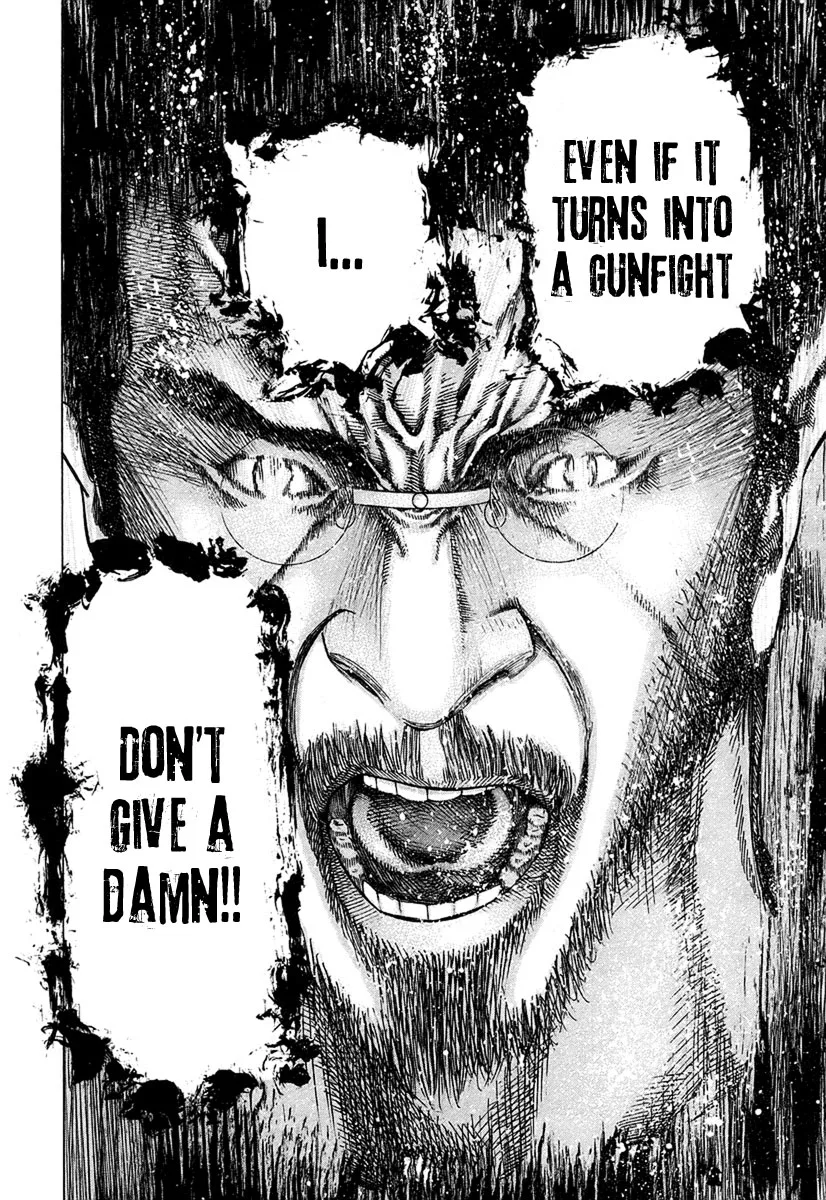 EVEN IF IT
TURNS INTO
A GUNFIGHT
I...
DON'T
GIVE A
DAMN!!